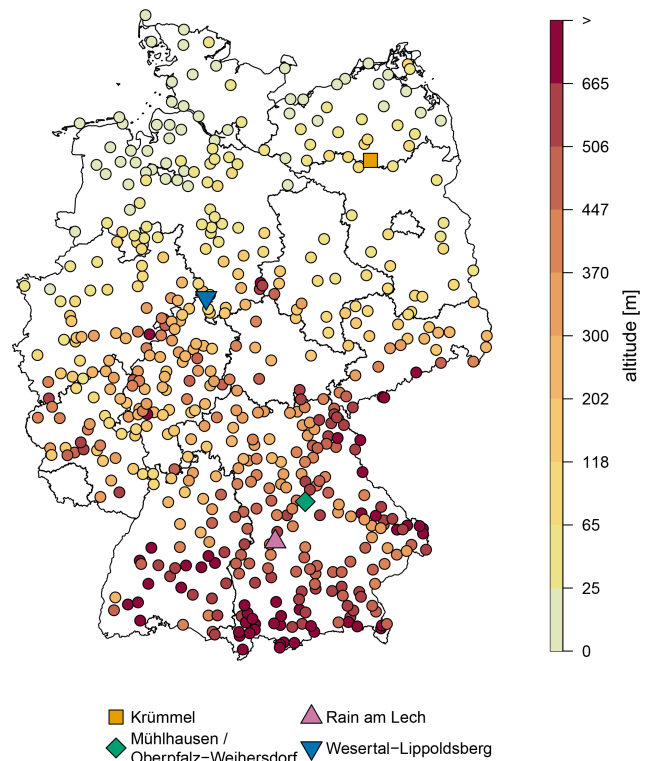 >
665
506
447
370
300
202
118
65
25
0
altitude [m]
Krümmel
Rain am Lech
Mühlhausen /
Oberpfalz−Weihersdorf
Wesertal−Lippoldsberg